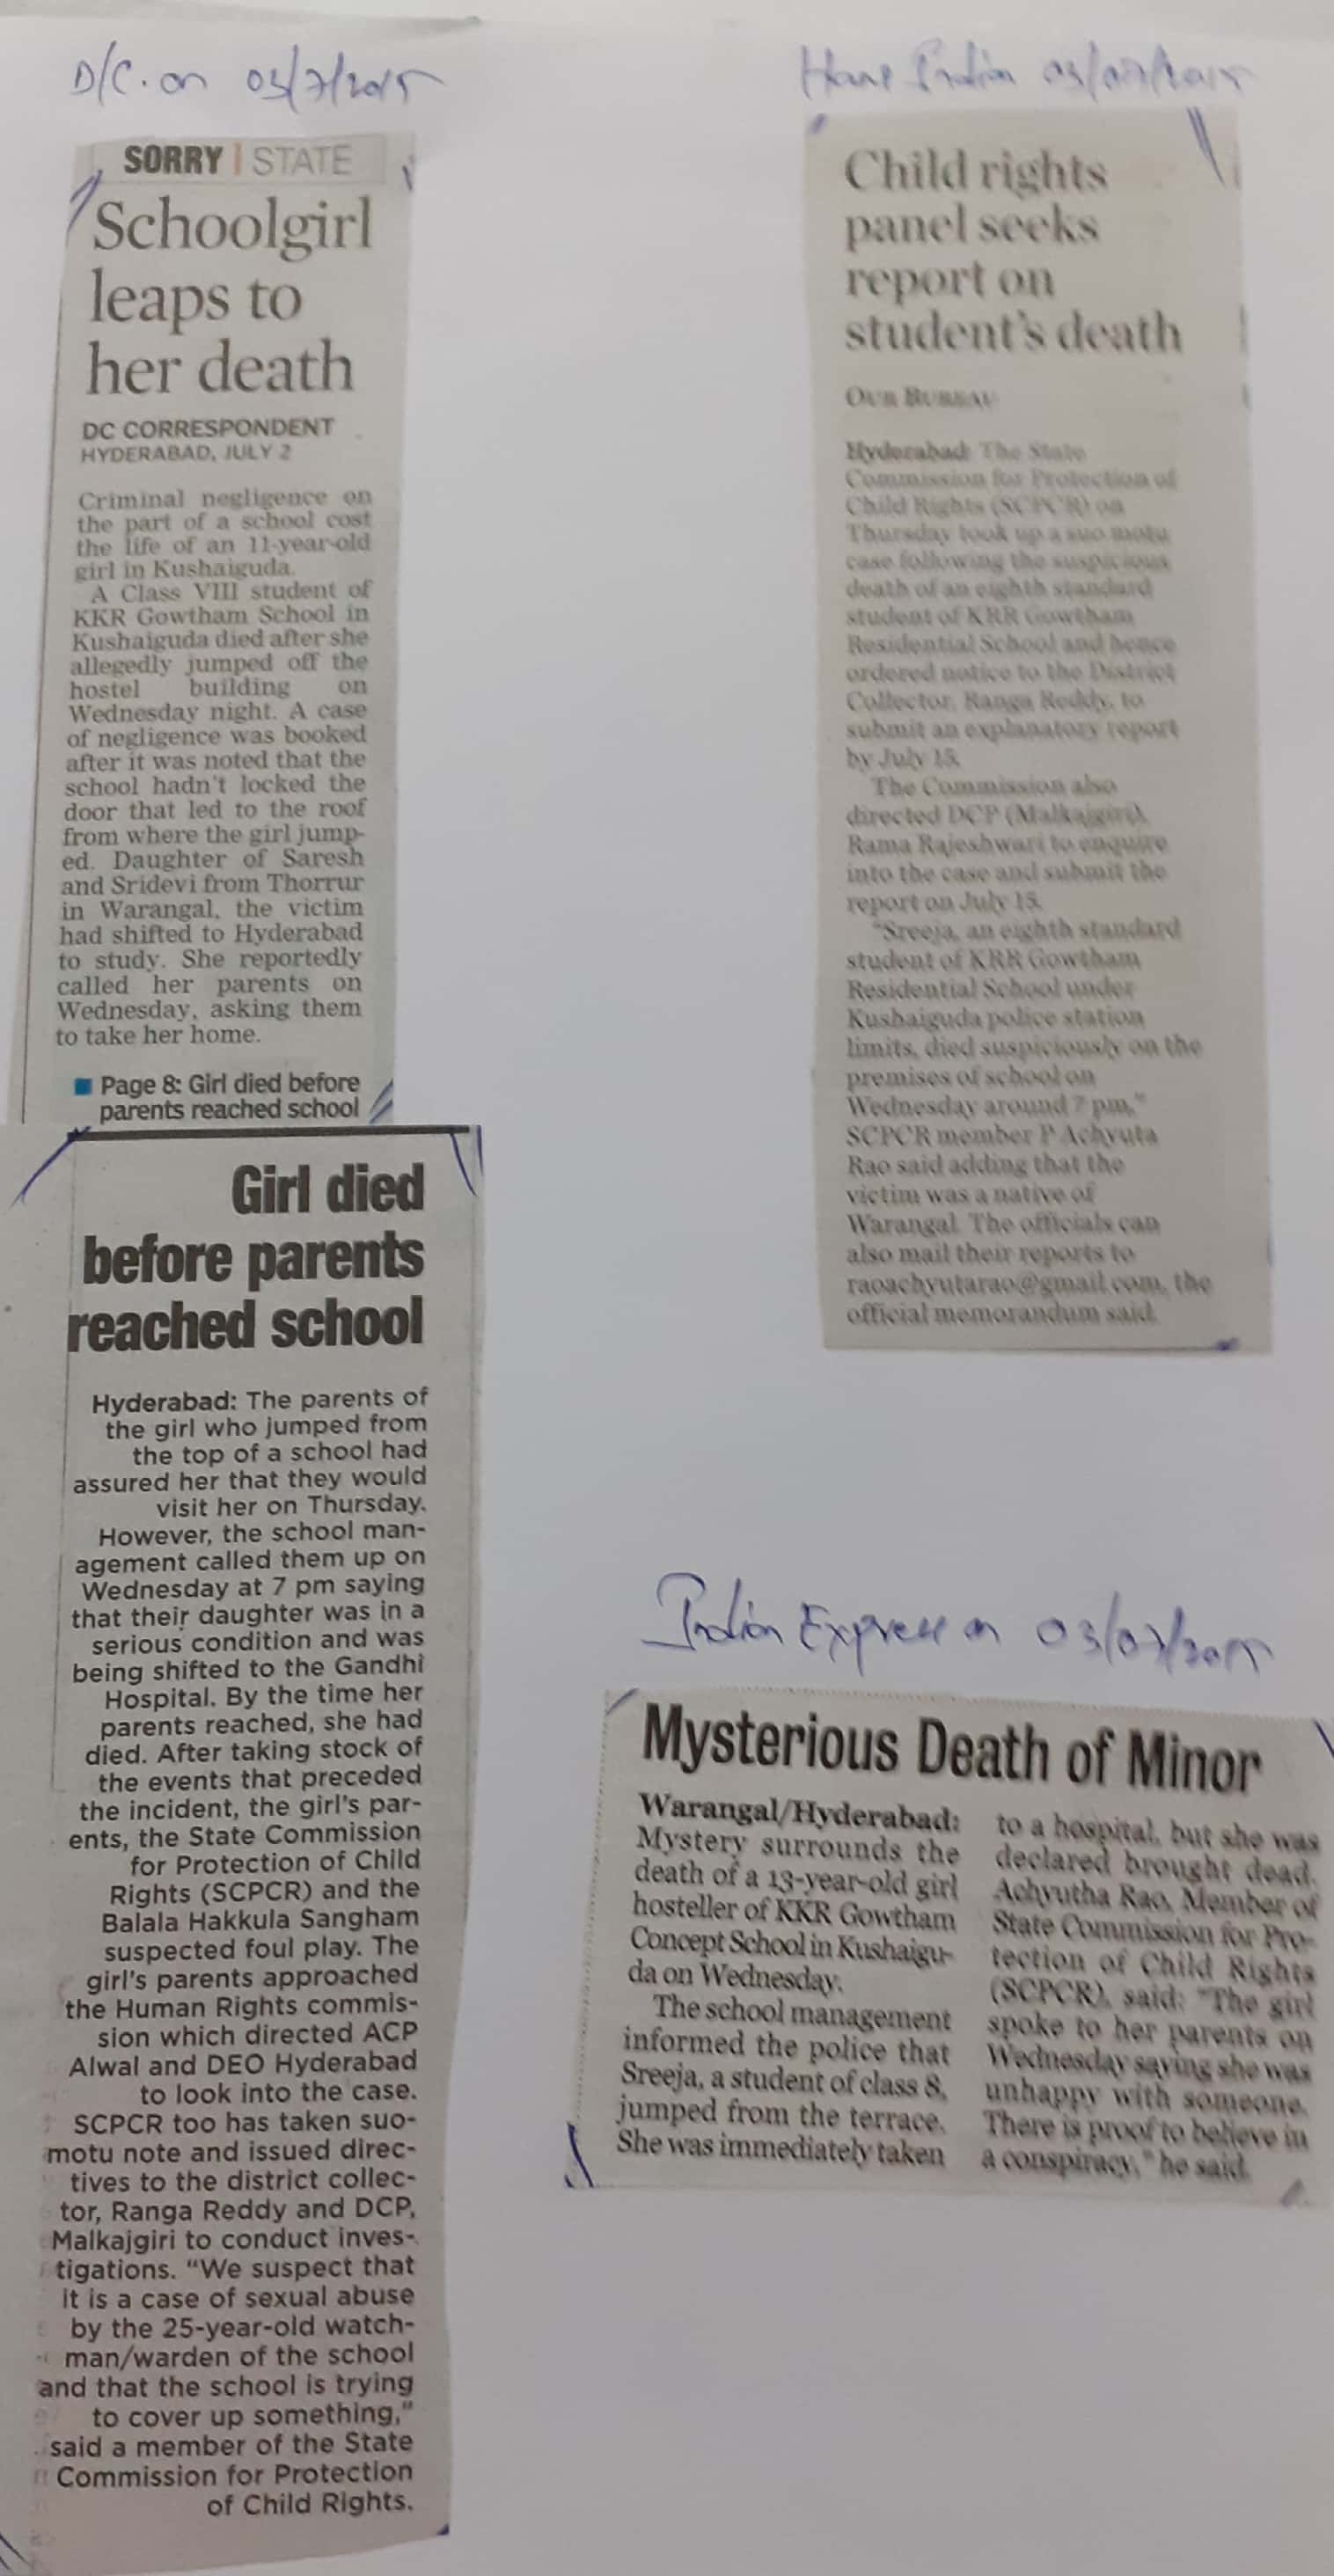 D/C. on 03/7/2015
SORRY | STATE
Schoolgirl
leaps to
her death
DC CORRESPONDENT
HYDERABAD, JULY 2
Criminal negligence on
the part of a school cost
the life of an 11-year-old
girl in Kushaiguda.
A Class VIII student of
KKR Gowtham School in
Kushaiguda died after she
allegedly jumped off the
hostel building on
Wednesday night. A case
of negligence was booked
after it was noted that the
school hadn't locked the
door that led to the roof
from where the girl jump-
ed. Daughter of Saresh
and Sridevi from Thorrur
in Warangal, the victim
had shifted to Hyderabad
to study. She reportedly
called her parents on
Wednesday, asking them
to take her home.
■ Page 8: Girl died before
parents reached school
Girl died
before parents
reached school
Hyderabad: The parents of
the girl who jumped from
the top of a school had
assured her that they would
visit her on Thursday.
However, the school man-
agement called them up on
Wednesday at 7 pm saying
that their daughter was in a
serious condition and was
being shifted to the Gandhi
Hospital. By the time her
parents reached, she had
died. After taking stock of
the events that preceded
the incident, the girl's par-
ents, the State Commission
for Protection of Child
Rights (SCPCR) and the
Balala Hakkula Sangham
suspected foul play. The
girl's parents approached
the Human Rights commis-
sion which directed ACP
Alwal and DEO Hyderabad
to look into the case.
SCPCR too has taken suo-
motu note and issued direc-
tives to the district collec-
tor, Ranga Reddy and DCP,
Malkajgiri to conduct inves-
tigations. "We suspect that
it is a case of sexual abuse
by the 25-year-old watch-
man/warden of the school
and that the school is trying
to cover up something,"
said a member of the State
Commission for Protection
of Child Rights.
Hans India 03/07/2015
Child rights
panel seeks
report on
student's death
OUR BUREAU
Hyderabad: The State
Commission for Protection of
Child Rights (SCPCR) on
Thursday took up a suo motu
case following the suspicious
death of an eighth standard
student of KRR Gowtham
Residential School and hence
ordered notice to the District
Collector, Ranga Reddy, to
submit an explanatory report
by July 15.
The Commission also
directed DCP (Malkajgiri),
Rama Rajeshwari to enquire
into the case and submit the
report on July 15.
"Sreeja, an eighth standard
student of KRR Gowtham
Residential School under
Kushaiguda police station
limits, died suspiciously on the
premises of school on
Wednesday around 7 pm,"
SCPCR member P Achyuta
Rao said adding that the
victim was a native of
Warangal. The officials can
also mail their reports to
raoachyutarao@gmail.com, the
official memorandum said.
Indian Express on 03/07/2015
Mysterious Death of Minor
Warangal/Hyderabad:
Mystery surrounds the
death of a 13-year-old girl
hosteller of KKR Gowtham
Concept School in Kushaigu-
da on Wednesday.
The school management
informed the police that
Sreeja, a student of class 8,
jumped from the terrace.
She was immediately taken
to a hospital, but she was
declared brought dead.
Achyutha Rao, Member of
State Commission for Pro-
tection of Child Rights
(SCPCR), said: "The girl
spoke to her parents on
Wednesday saying she was
unhappy with someone.
There is proof to believe in
a conspiracy," he said.